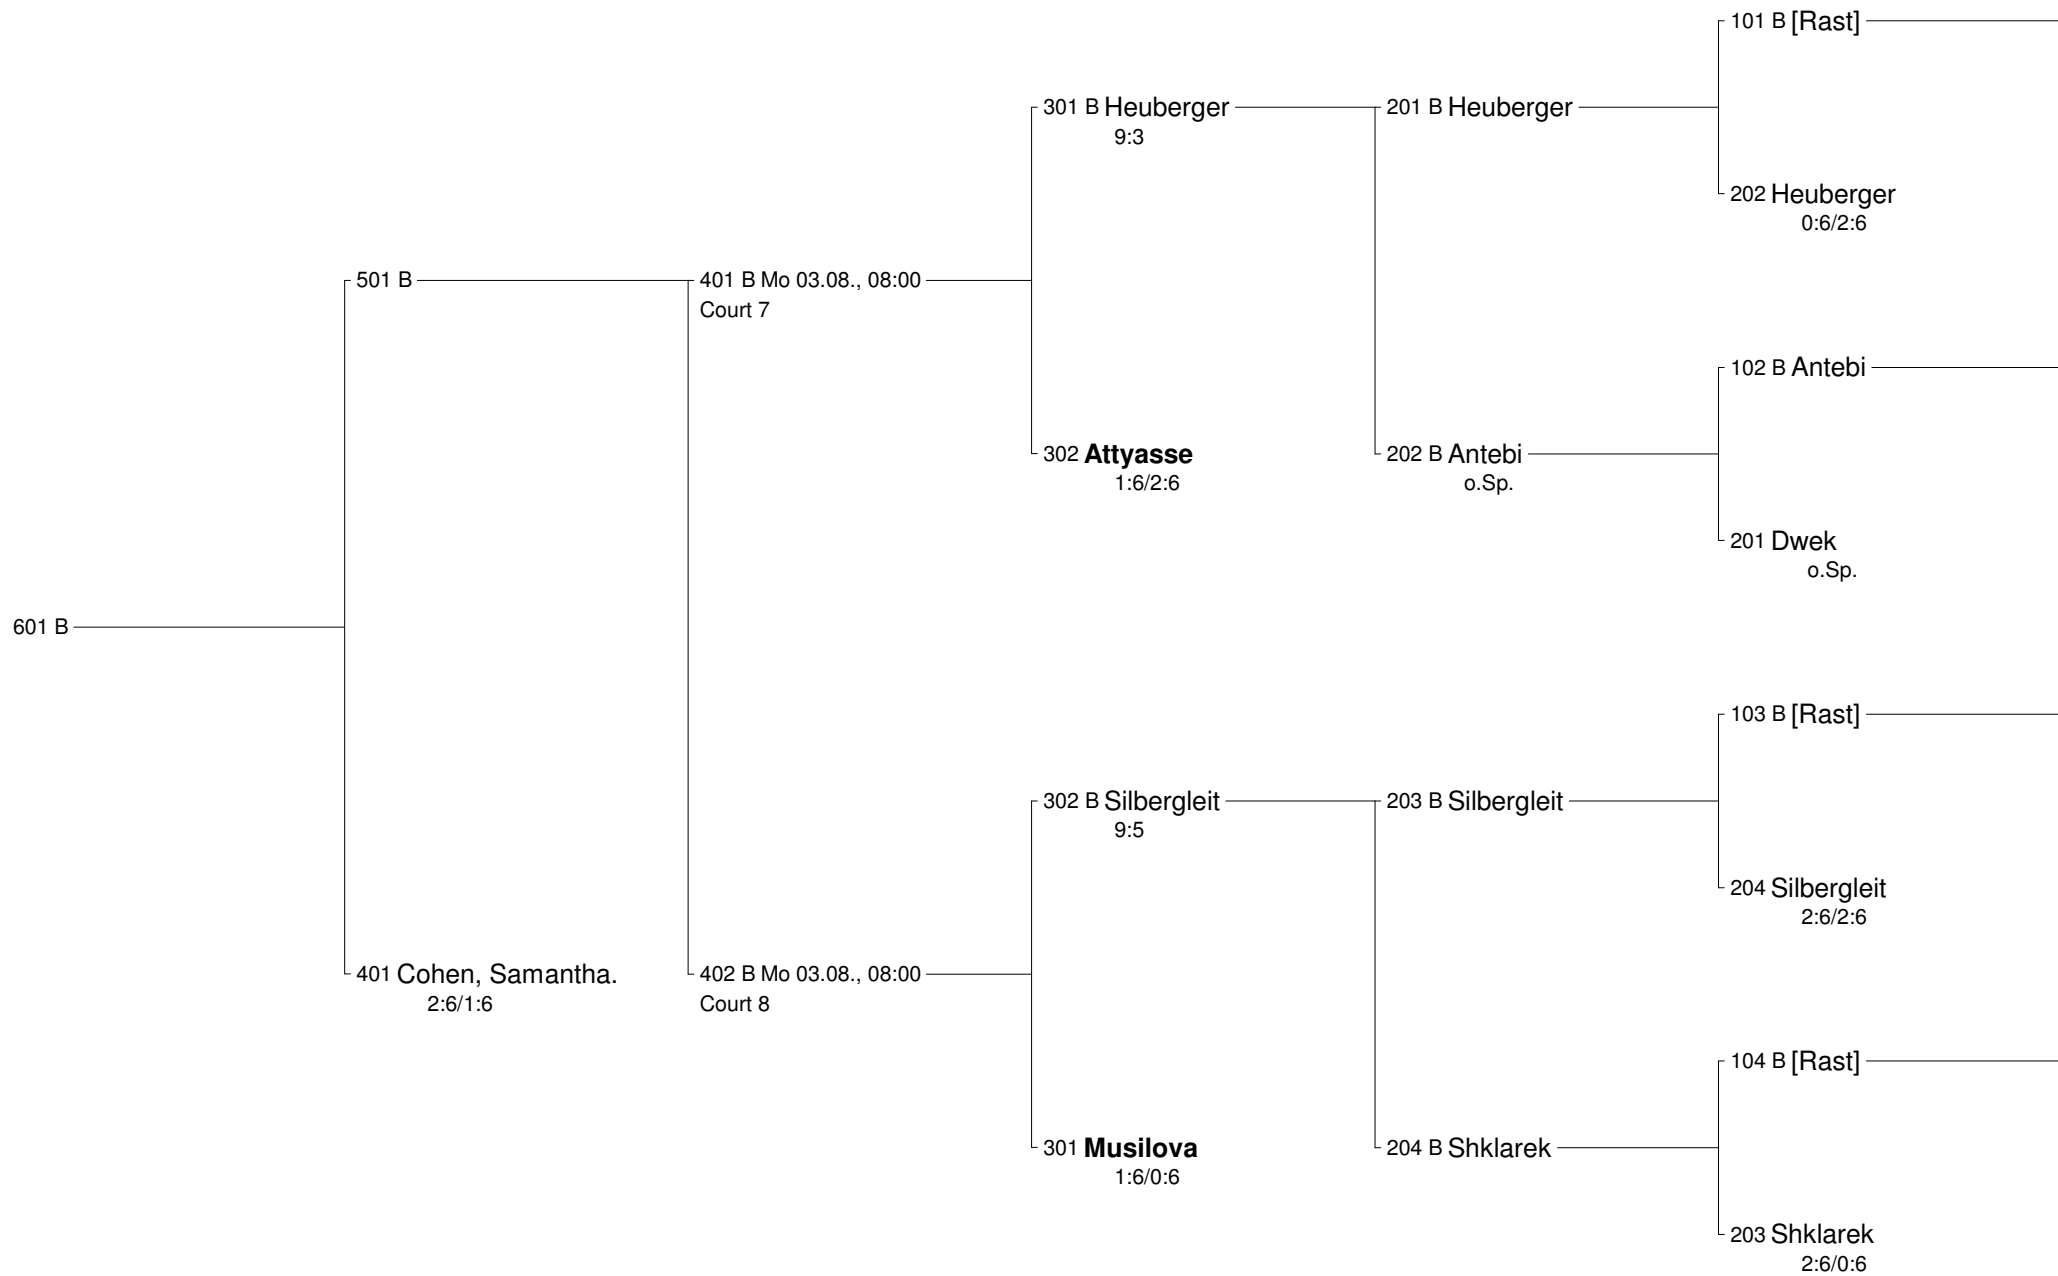 101 B [Rast]
301 B Heuberger
9:3
201 B Heuberger
202 Heuberger
0:6/2:6
501 B
401 B Mo 03.08., 08:00
Court 7
102 B Antebi
302 Attyasse
1:6/2:6
202 B Antebi
o.Sp.
201 Dwek
o.Sp.
601 B
103 B [Rast]
302 B Silbergleit
9:5
203 B Silbergleit
204 Silbergleit
2:6/2:6
401 Cohen, Samantha.
2:6/1:6
402 B Mo 03.08., 08:00
Court 8
104 B [Rast]
301 Musilova
1:6/0:6
204 B Shklarek
203 Shklarek
2:6/0:6